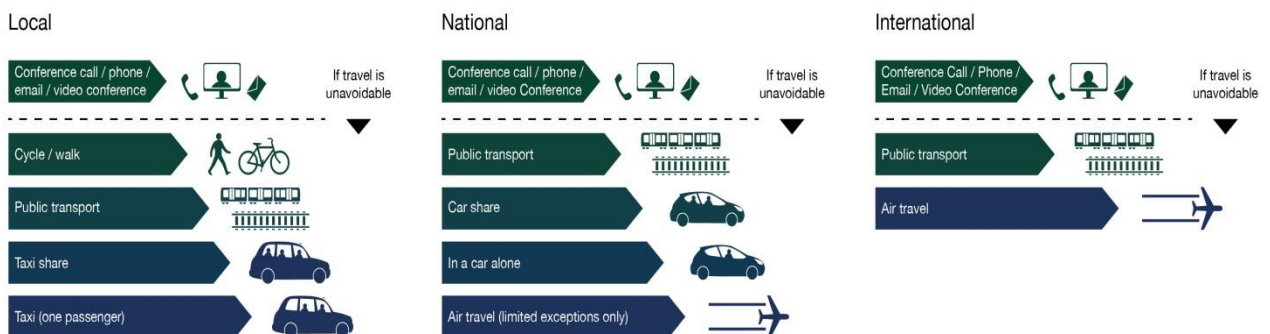 Local
Conference call / phone /
email / video conference
If travel is
unavoidable
Cycle / walk
Public transport
Taxi share
Taxi (one passenger)
National
Conference call / phone /
email / video Conference
If travel is
unavoidable
Public transport
Car share
In a car alone
Air travel (limited exceptions only)
International
Conference Call / Phone /
Email / Video Conference
If travel is
unavoidable
Public transport
Air travel